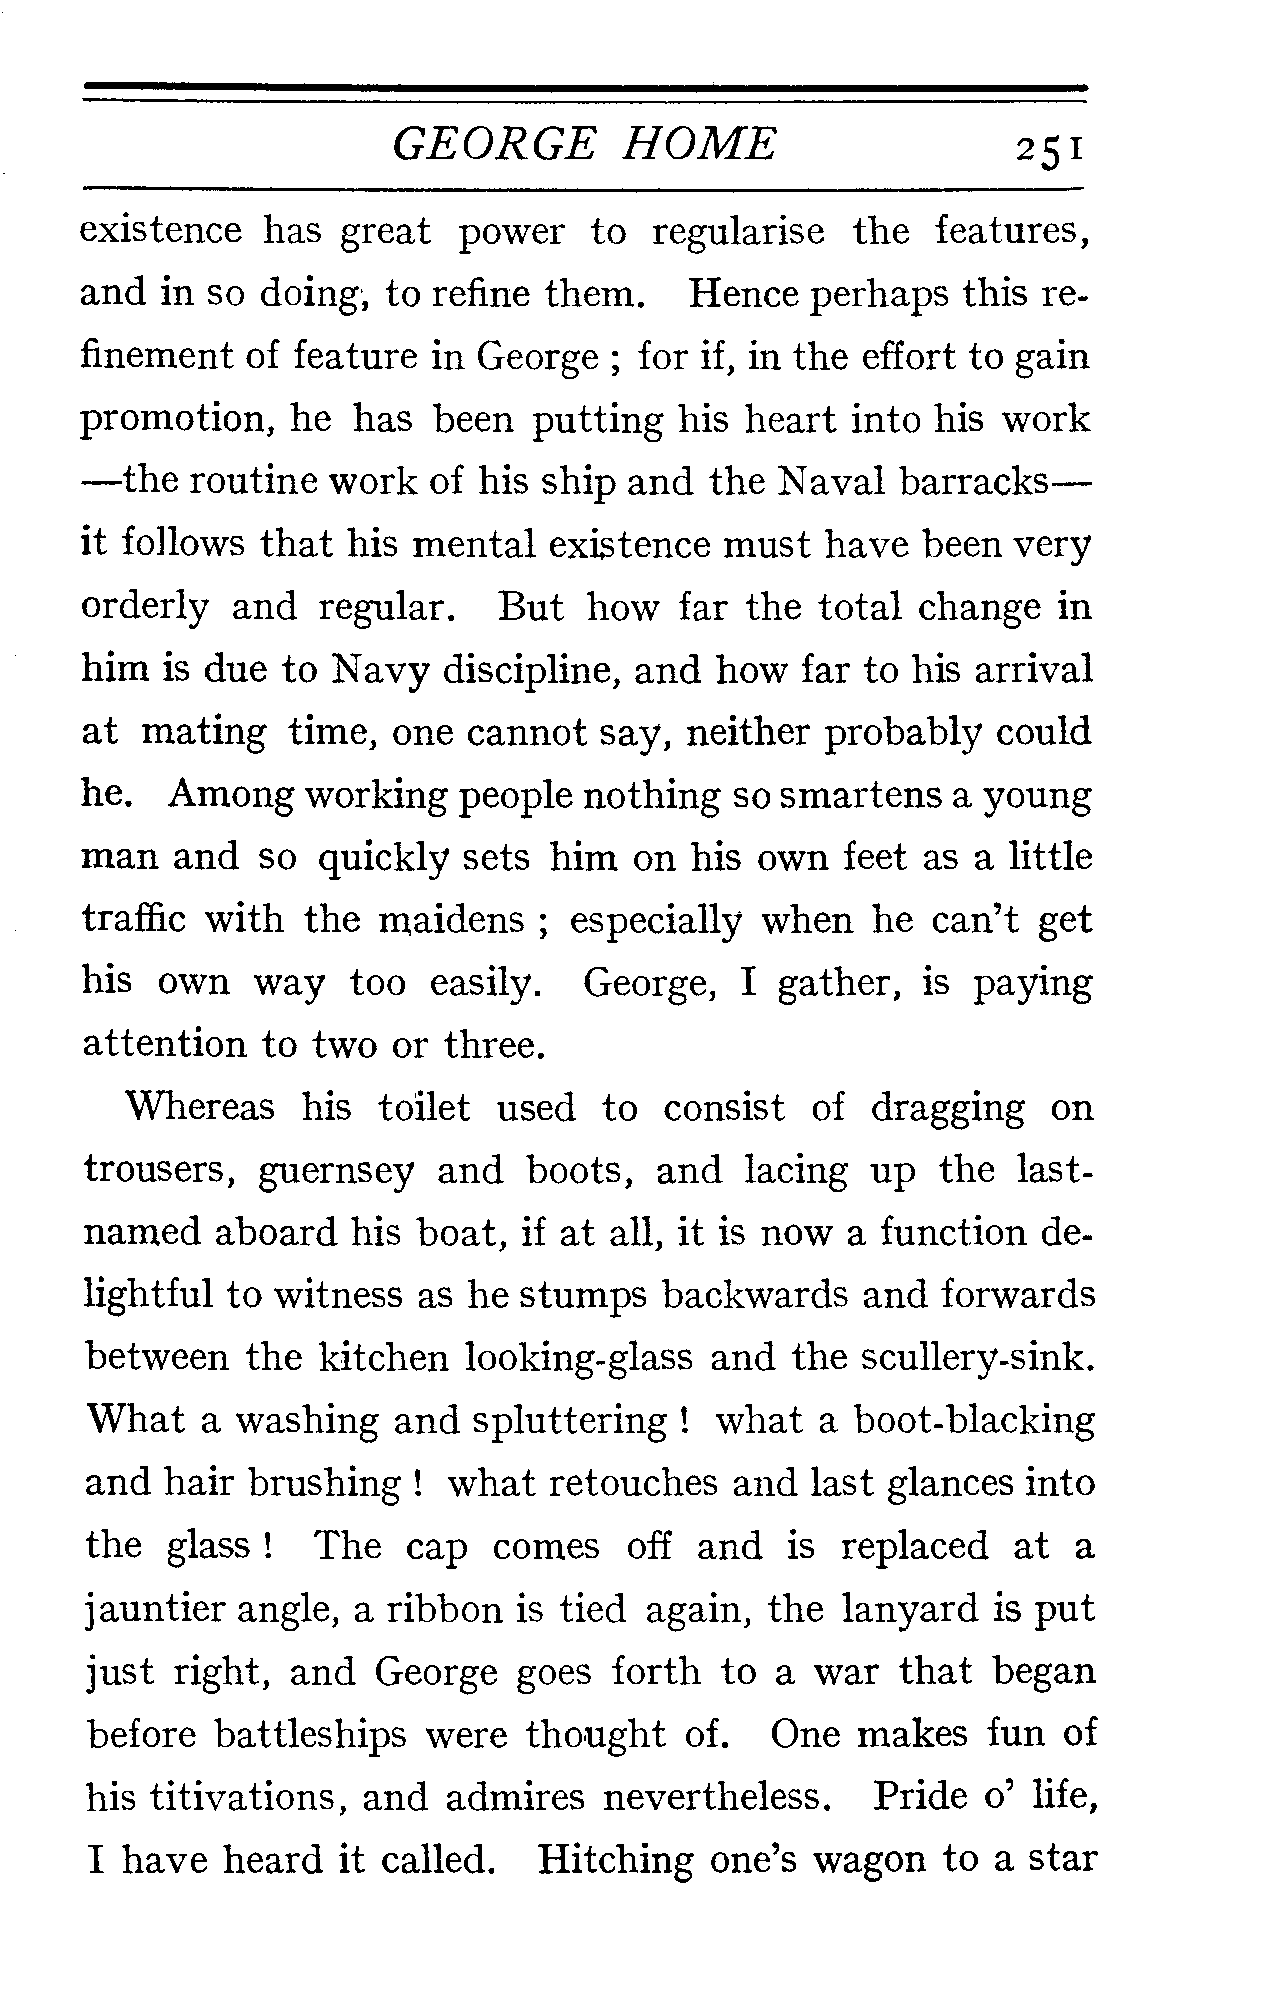 GEORGE HOME 251
existence has great power to regularise the features,
and in so doing, to refine them. Hence perhaps this re-
finement of feature in George ; for if, in the effort to gain
promotion, he has been putting his heart into his work
—the routine work of his ship and the Naval barracks—
it follows that his mental existence must have been very
orderly and regular. But how far the total change in
him is due to Navy discipline, and how far to his arrival
at mating time, one cannot say, neither probably could
he. Among working people nothing so smartens a young
man and so quickly sets him on his own feet as a little
traffic with the maidens ; especially when he can't get
his own way too easily. George, I gather, is paying
attention to two or three.
Whereas his toilet used to consist of dragging on
trousers, guernsey and boots, and lacing up the last-
named aboard his boat, if at all, it is now a function de-
lightful to witness as he stumps backwards and forwards
between the kitchen looking-glass and the scullery-sink.
What a washing and spluttering ! what a boot-blacking
and hair brushing ! what retouches and last glances into
the glass ! The cap comes off and is replaced at a
jauntier angle, a ribbon is tied again, the lanyard is put
just right, and George goes forth to a war that began
before battleships were thought of. One makes fun of
his titivations, and admires nevertheless. Pride o' life,
I have heard it called. Hitching one's wagon to a star